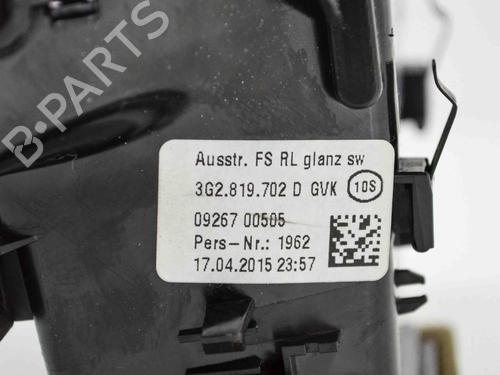 B-PARTS
Ausstr. FS RL glanz sw
3G2.819.702 D GVK 10S
09267 00505
Pers-Nr.: 1962
17.04.2015 23:57